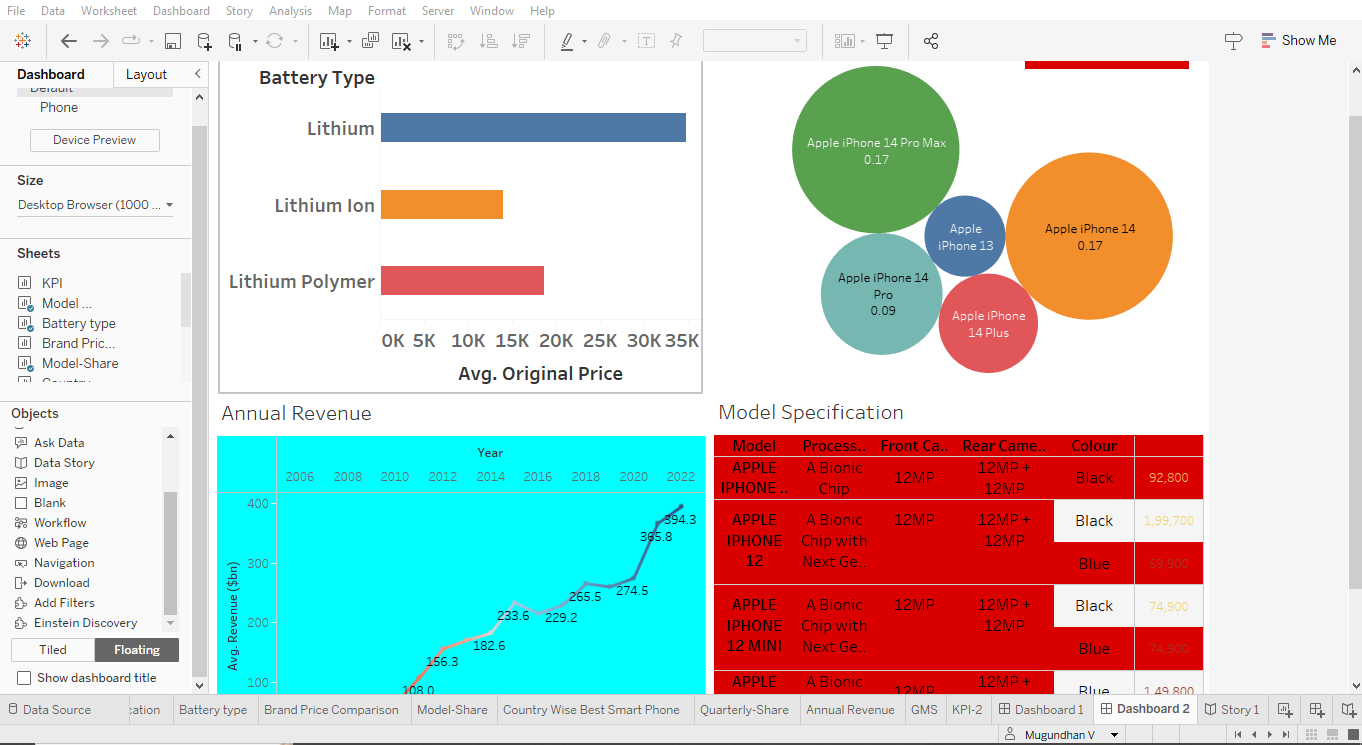 File Data Worksheet Dashboard Story Analysis Map Format Server Window Help
Show Me
Dashboard Layout
Default
Phone
Device Preview
Size
Desktop Browser (1000 ...
Sheets
KPI
Model ...
Battery type
Brand Pric...
Model-Share
Country
Objects
Ask Data
Data Story
Image
Blank
Workflow
Web Page
Navigation
Download
Add Filters
Einstein Discovery
Tiled Floating
Show dashboard title
Battery Type
Lithium
Lithium Ion
Lithium Polymer
0K 5K 10K 15K 20K 25K 30K 35K
Avg. Original Price
Apple iPhone 14 Pro Max
0.17
Apple
iPhone 13
Apple iPhone 14
0.17
Apple iPhone 14
Pro
0.09
Apple iPhone
14 Plus
Annual Revenue
Year
2006 2008 2010 2012 2014 2016 2018 2020 2022
Avg. Revenue ($bn)
400
300
200
100
394.3
365.8
274.5
265.5
233.6
229.2
182.6
156.3
108.0
Model Specification
Model Process.. Front Ca.. Rear Came.. Colour
APPLE A Bionic 12MP 12MP + Black 92,800
IPHONE .. Chip 12MP
APPLE A Bionic 12MP 12MP + Black 1,99,700
IPHONE Chip with 12MP
12 Next Ge.. Blue 59,900
APPLE A Bionic 12MP 12MP + Black 74,900
IPHONE Chip with 12MP
12 MINI Next Ge.. Blue 74,900
APPLE A Bionic 12MP 12MP + Blue 1,49,800
Data Source cation Battery type Brand Price Comparison Model-Share Country Wise Best Smart Phone Quarterly-Share Annual Revenue GMS KPI-2 Dashboard 1 Dashboard 2 Story 1
Mugundhan V